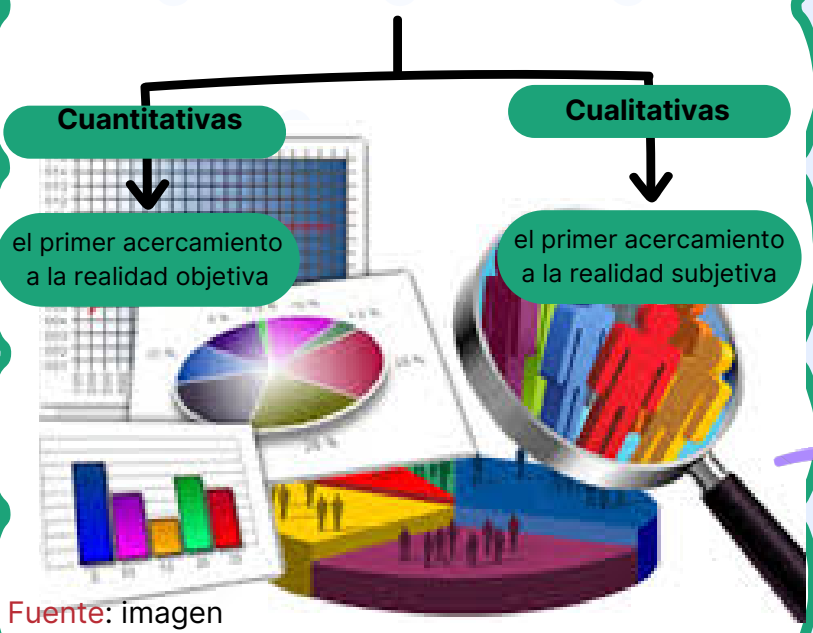 Cuantitativas
Cualitativas
el primer acercamiento
a la realidad objetiva
el primer acercamiento
a la realidad subjetiva
Fuente: imagen